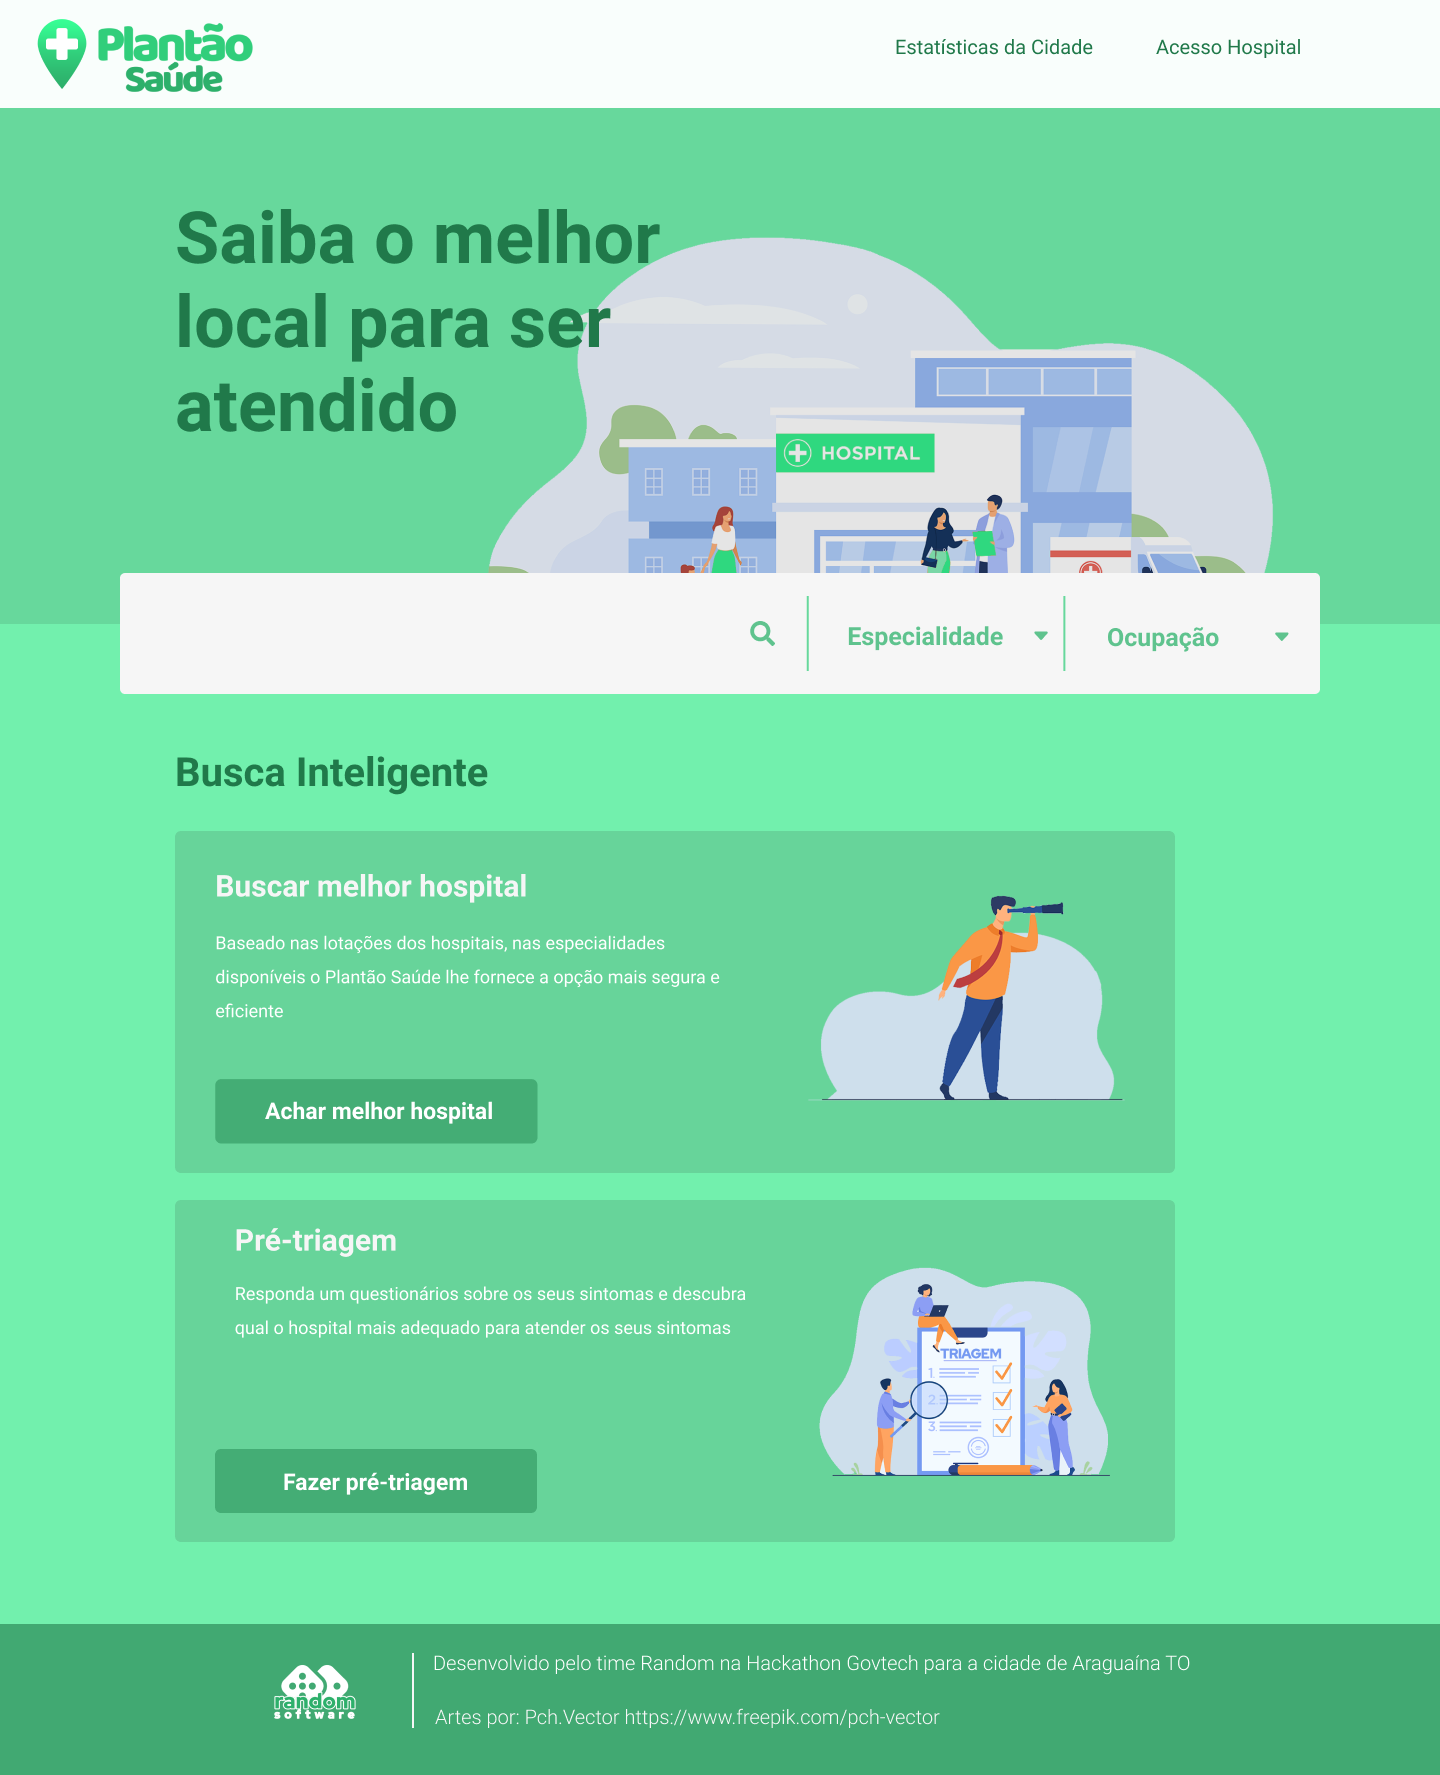 Plantão
Saúde
Estatísticas da Cidade
Acesso Hospital
Saiba o melhor
local para ser
atendido
HOSPITAL
Especialidade
Ocupação
Busca Inteligente
Buscar melhor hospital
Baseado nas lotações dos hospitais, nas especialidades
disponíveis o Plantão Saúde lhe fornece a opção mais segura e
eficiente
Achar melhor hospital
Pré-triagem
Responda um questionários sobre os seus sintomas e descubra
qual o hospital mais adequado para atender os seus sintomas
TRIAGEM
1.
2.
3.
Fazer pré-triagem
random
software
Desenvolvido pelo time Random na Hackathon Govtech para a cidade de Araguaína TO
Artes por: Pch.Vector https://www.freepik.com/pch-vector